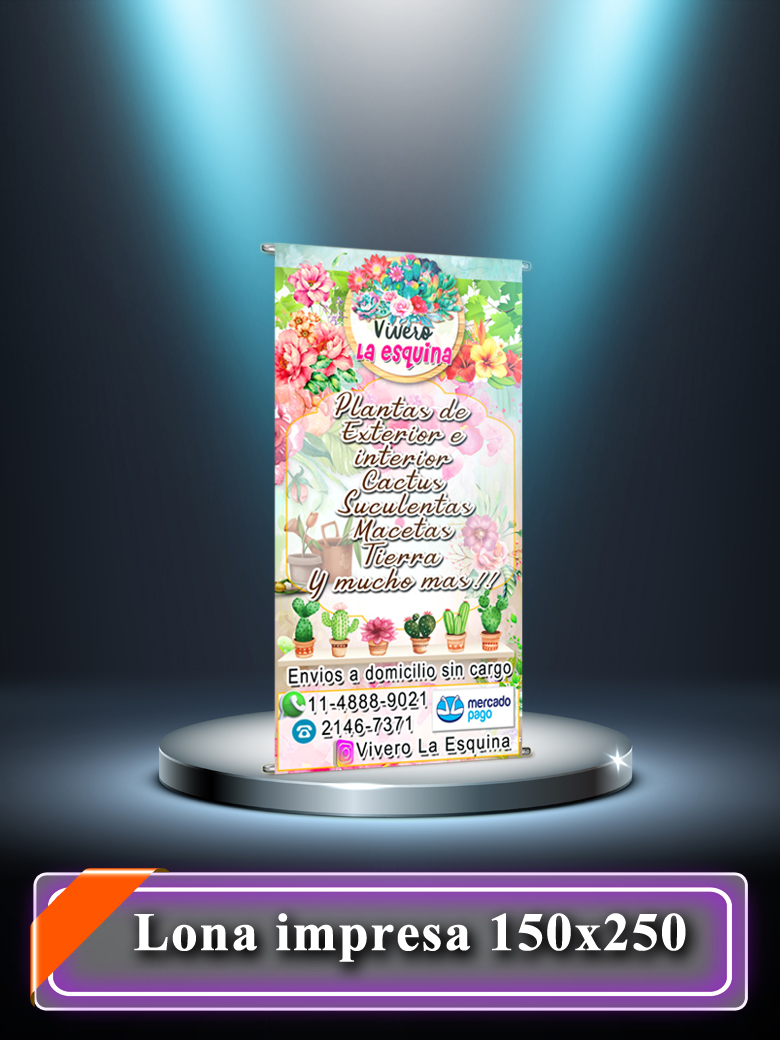 Vivero
La esquina
Plantas de
Exterior e
interior
Cactus
Suculentas
Macetas
Tierra
Y mucho mas!!
Envios a domicilio sin cargo
11-4888-9021
mercado
pago
2146-7371
Vivero La Esquina
Lona impresa 150x250